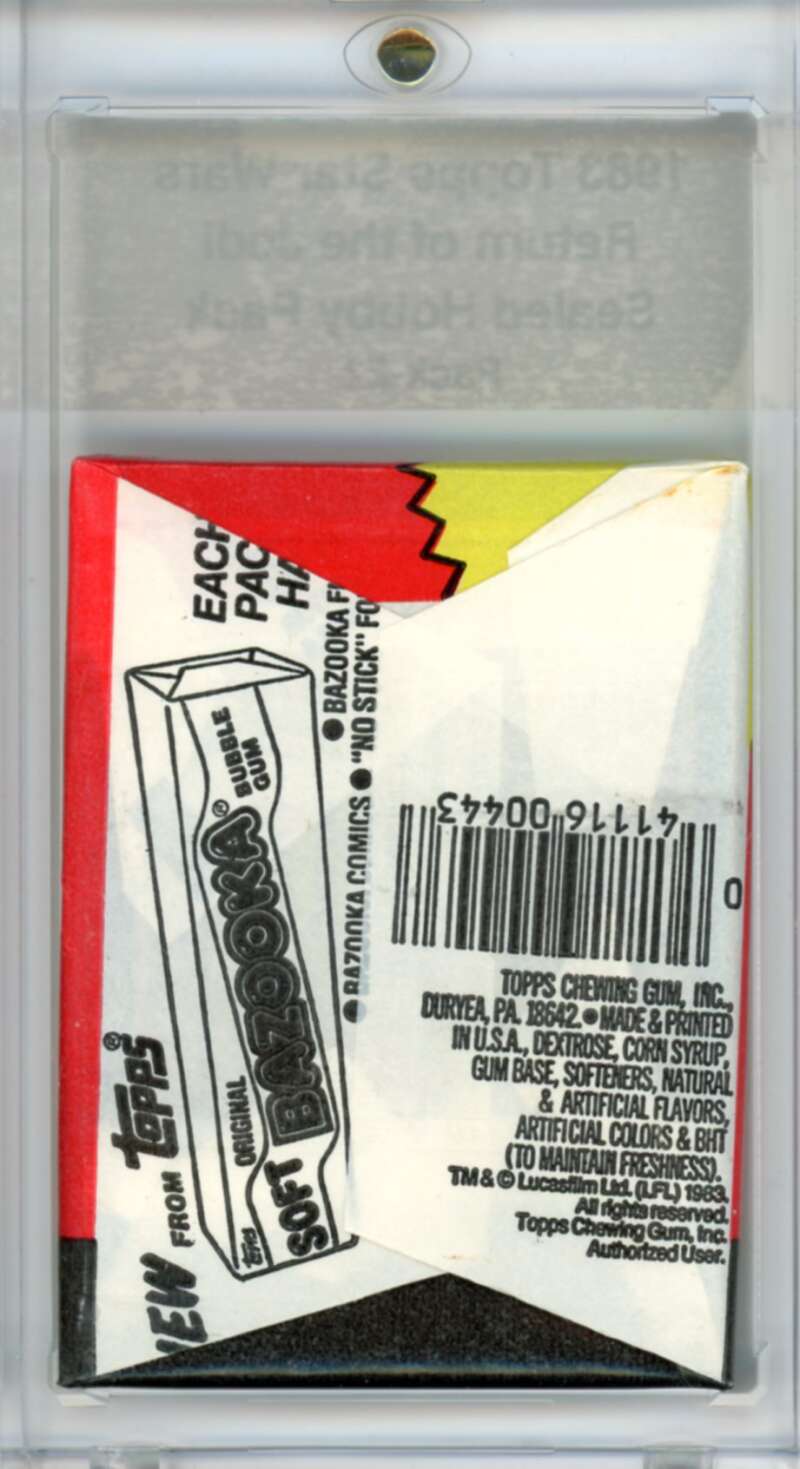 1983 Topps Star Wars
Return of the Jedi
Sealed Hobby Pack
EACH
PAC
HA
● BAZOOKA COMICS ● "NO STICK" FO
● BAZOOKA F
ORIGINAL
SOFT BAZOOKA®
BUBBLE
GUM
topps
EW FROM topps®
0 41116 00443
TOPPS CHEWING GUM, INC.,
DURYEA, PA. 18642. ● MADE & PRINTED
IN U.S.A., DEXTROSE, CORN SYRUP,
GUM BASE, SOFTENERS, NATURAL
& ARTIFICIAL FLAVORS,
ARTIFICIAL COLORS & BHT
(TO MAINTAIN FRESHNESS).
TM & © Lucasfilm Ltd. (LFL) 1983.
All rights reserved.
Topps Chewing Gum, Inc.
Authorized User.